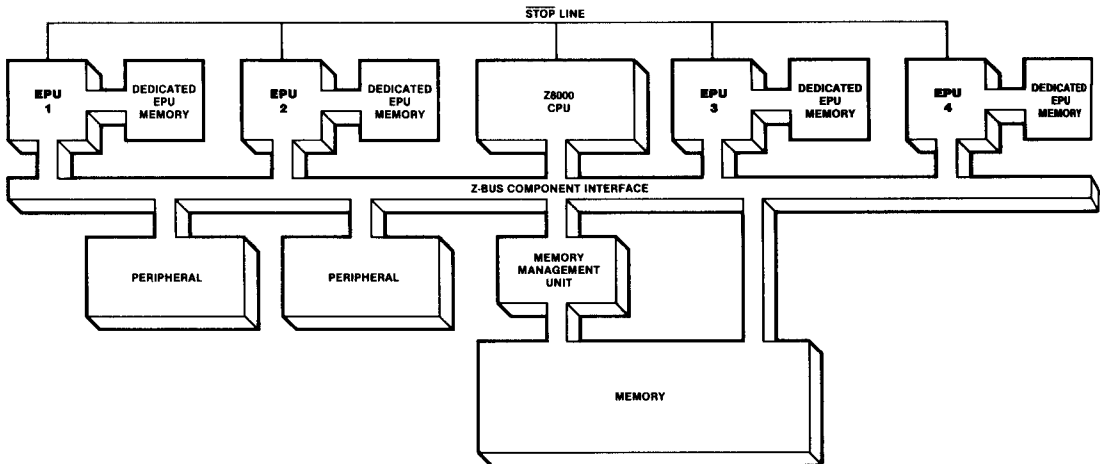 STOP LINE
EPU
1
DEDICATED
EPU
MEMORY
EPU
2
DEDICATED
EPU
MEMORY
Z8000
CPU
EPU
3
DEDICATED
EPU
MEMORY
EPU
4
DEDICATED
EPU
MEMORY
Z-BUS COMPONENT INTERFACE
PERIPHERAL
PERIPHERAL
MEMORY
MANAGEMENT
UNIT
MEMORY